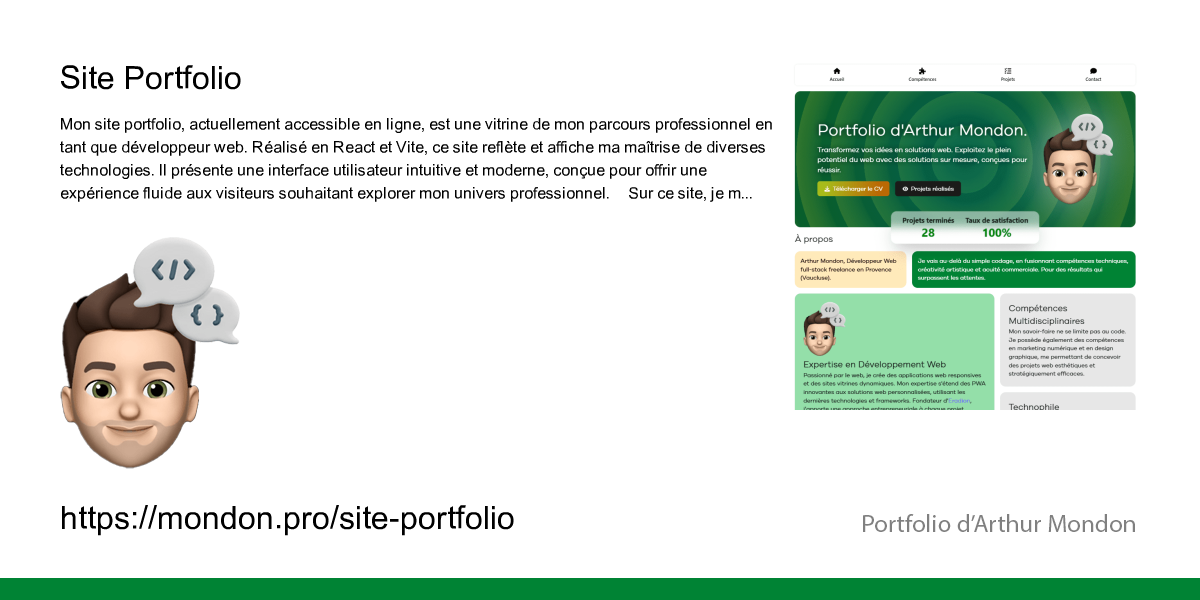 Site Portfolio
Mon site portfolio, actuellement accessible en ligne, est une vitrine de mon parcours professionnel en
tant que développeur web. Réalisé en React et Vite, ce site reflète et affiche ma maîtrise de diverses
technologies. Il présente une interface utilisateur intuitive et moderne, conçue pour offrir une
expérience fluide aux visiteurs souhaitant explorer mon univers professionnel. Sur ce site, je m...
</> { }
https://mondon.pro/site-portfolio
Accueil Compétences Projets Contact
Portfolio d'Arthur Mondon.
Transformez vos idées en solutions web. Exploitez le plein
potentiel du web avec des solutions sur mesure, conçues pour
réussir.
Télécharger le CV Projets réalisés
</> { }
Projets terminés Taux de satisfaction
28 100%
À propos
Arthur Mondon, Développeur Web
full-stack freelance en Provence
(Vaucluse).
Je vais au-delà du simple codage, en fusionnant compétences techniques,
créativité artistique et acuité commerciale. Pour des résultats qui
surpassent les attentes.
</> { }
Expertise en Développement Web
Passionné par le web, je crée des applications web responsives
et des sites vitrines dynamiques. Mon expertise s'étend des PWA
innovantes aux solutions web personnalisées, utilisant les
dernières technologies et frameworks. Fondateur d'Erodion,
j'apporte une approche entrepreneuriale à chaque projet
Compétences
Multidisciplinaires
Mon savoir-faire ne se limite pas au code.
Je possède également des compétences
en marketing numérique et en design
graphique, me permettant de concevoir
des projets web esthétiques et
stratégiquement efficaces.
Technophile
Portfolio d’Arthur Mondon